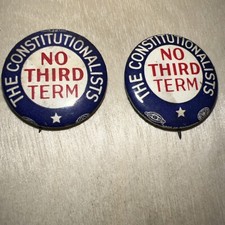 THE CONSTITUTIONALISTS
NO
THIRD
TERM
THE CONSTITUTIONALISTS
NO
THIRD
TERM